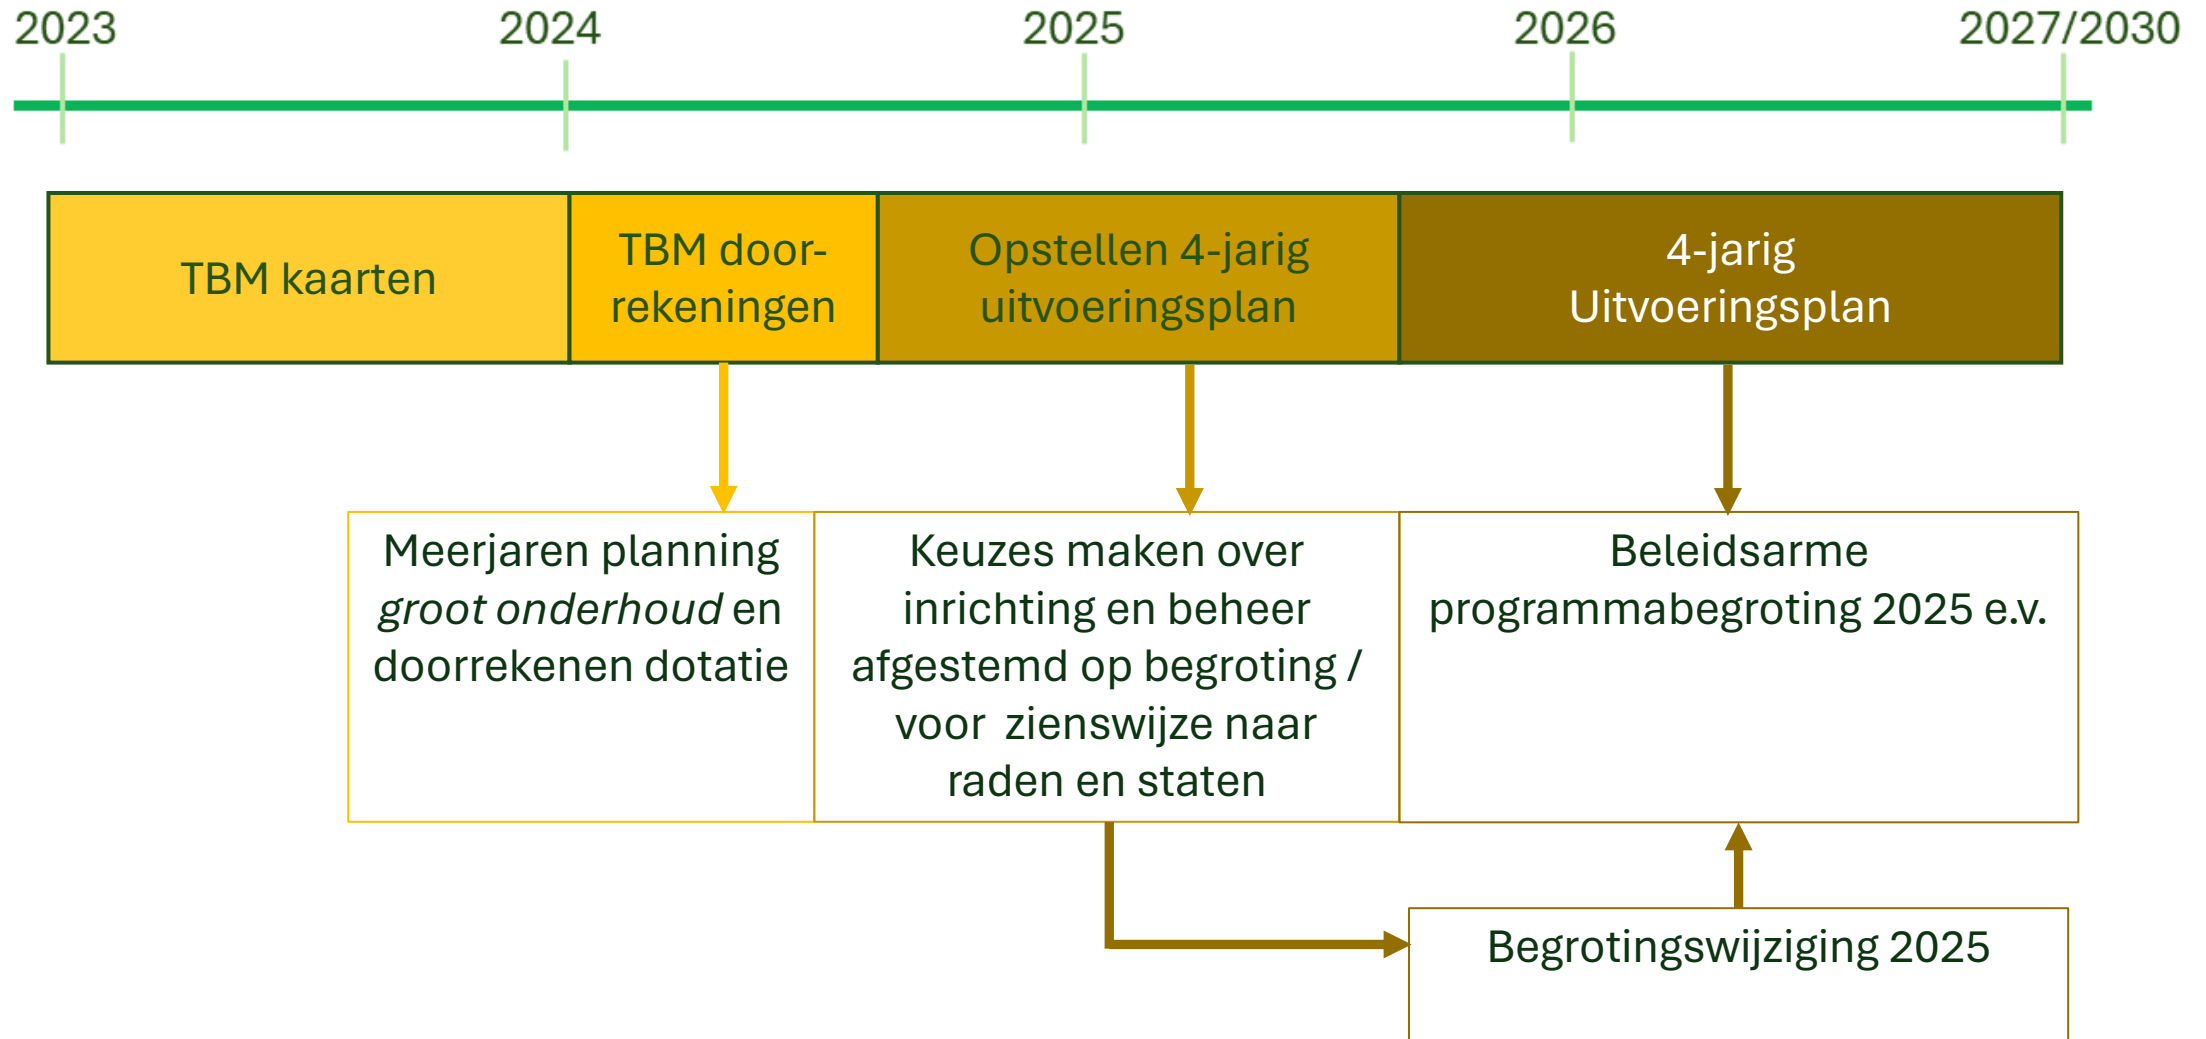 2023
2024
2025
2026
2027/2030
TBM kaarten
TBM door-
rekeningen
Opstellen 4-jarig
uitvoeringsplan
4-jarig
Uitvoeringsplan
Meerjaren planning
groot onderhoud en
doorrekenen dotatie
Keuzes maken over
inrichting en beheer
afgestemd op begroting /
voor  zienswijze naar
raden en staten
Beleidsarme
programmabegroting 2025 e.v.
Begrotingswijziging 2025